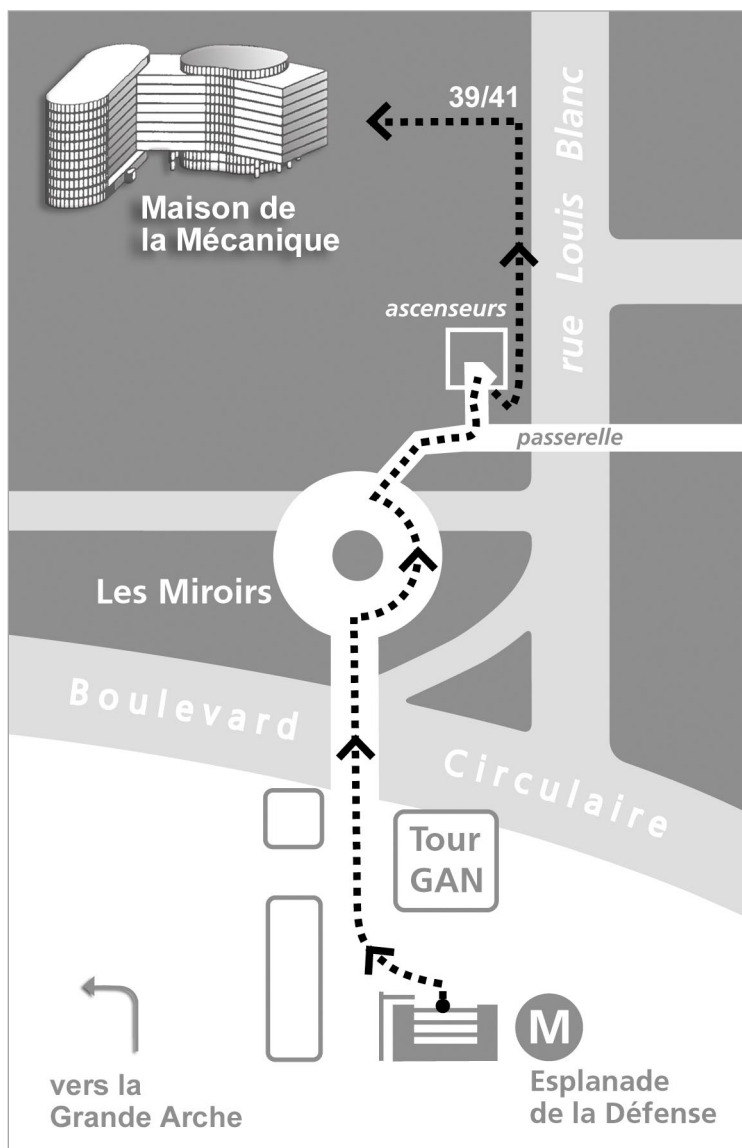 39/41
Maison de
la Mécanique
rue Louis Blanc
ascenseurs
passerelle
Les Miroirs
Boulevard Circulaire
Tour
GAN
M
Esplanade
de la Défense
vers la
Grande Arche